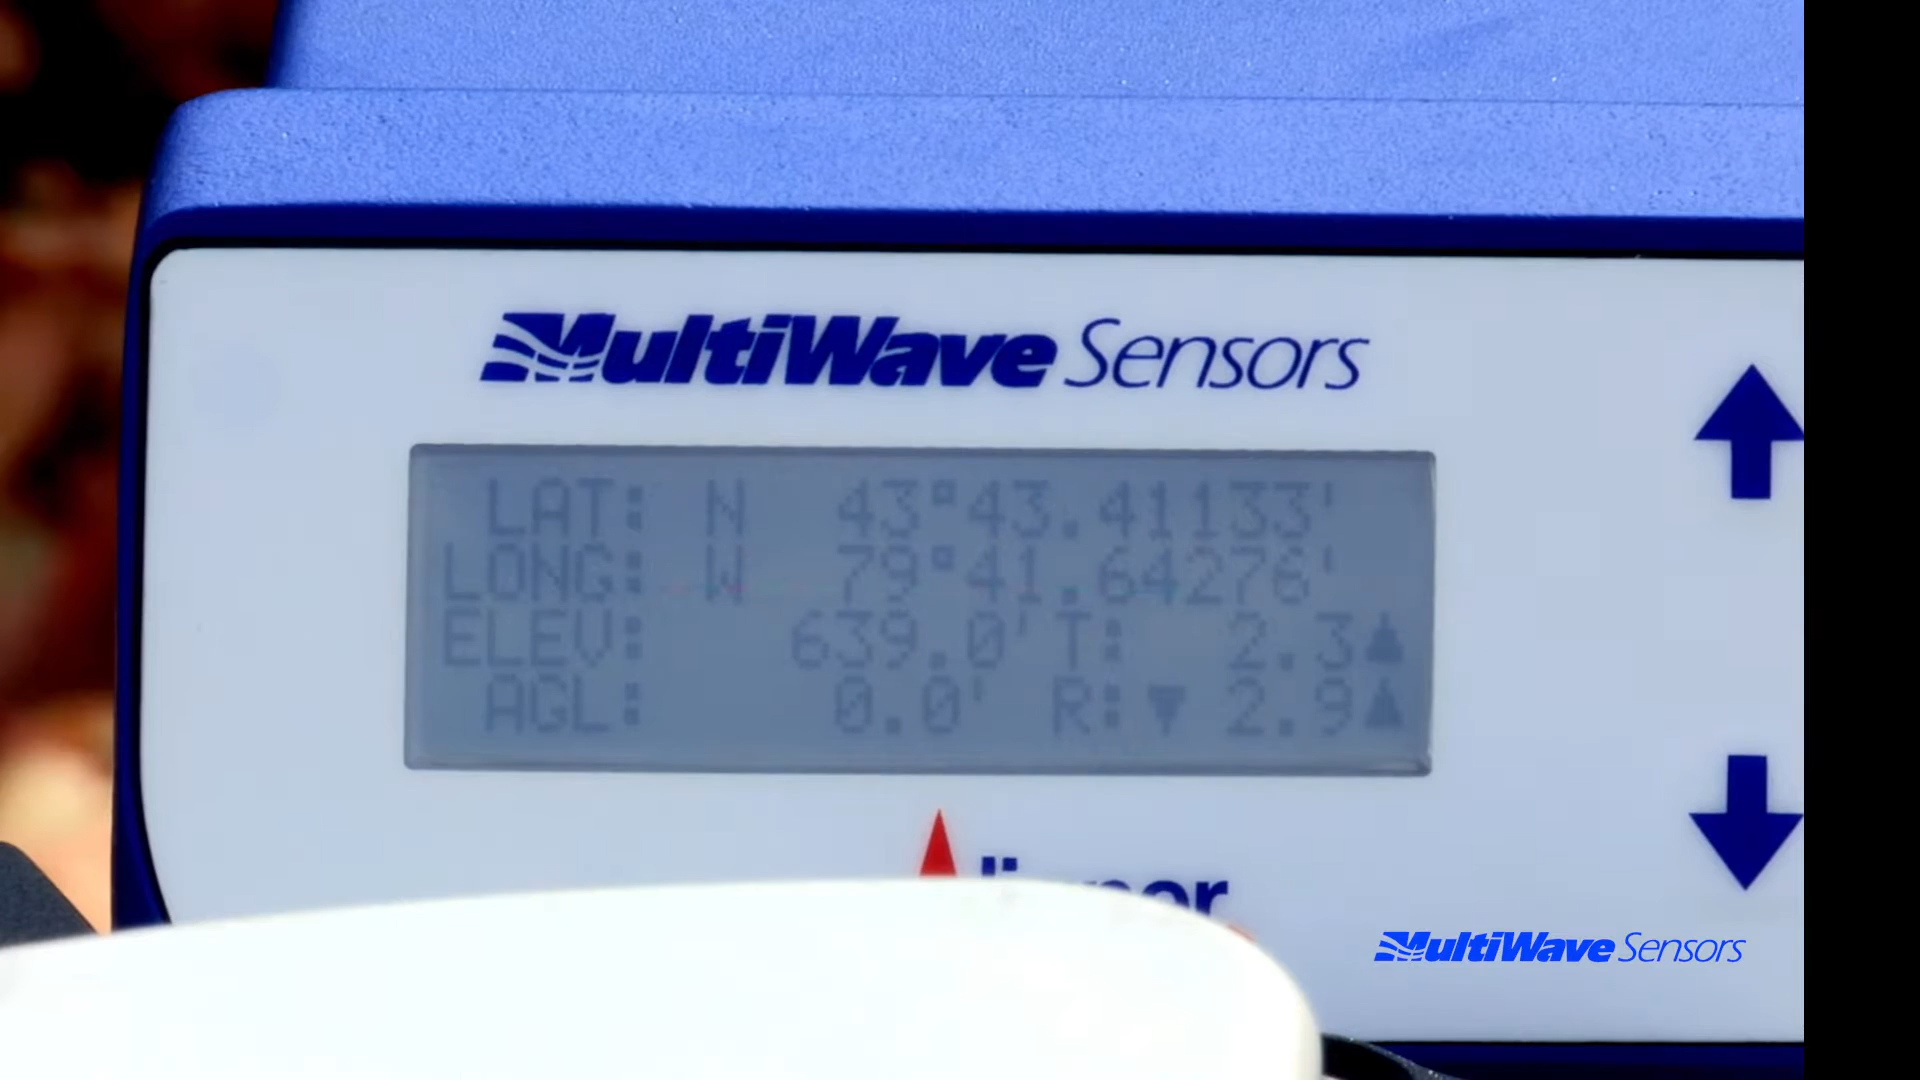 MultiWave Sensors
LAT: N 43°43.41133'
LONG: W 79°41.64276'
ELEV: 639.0' T: 2.3▲
AGL: 0.0' R:▼ 2.9▲
MultiWave Sensors